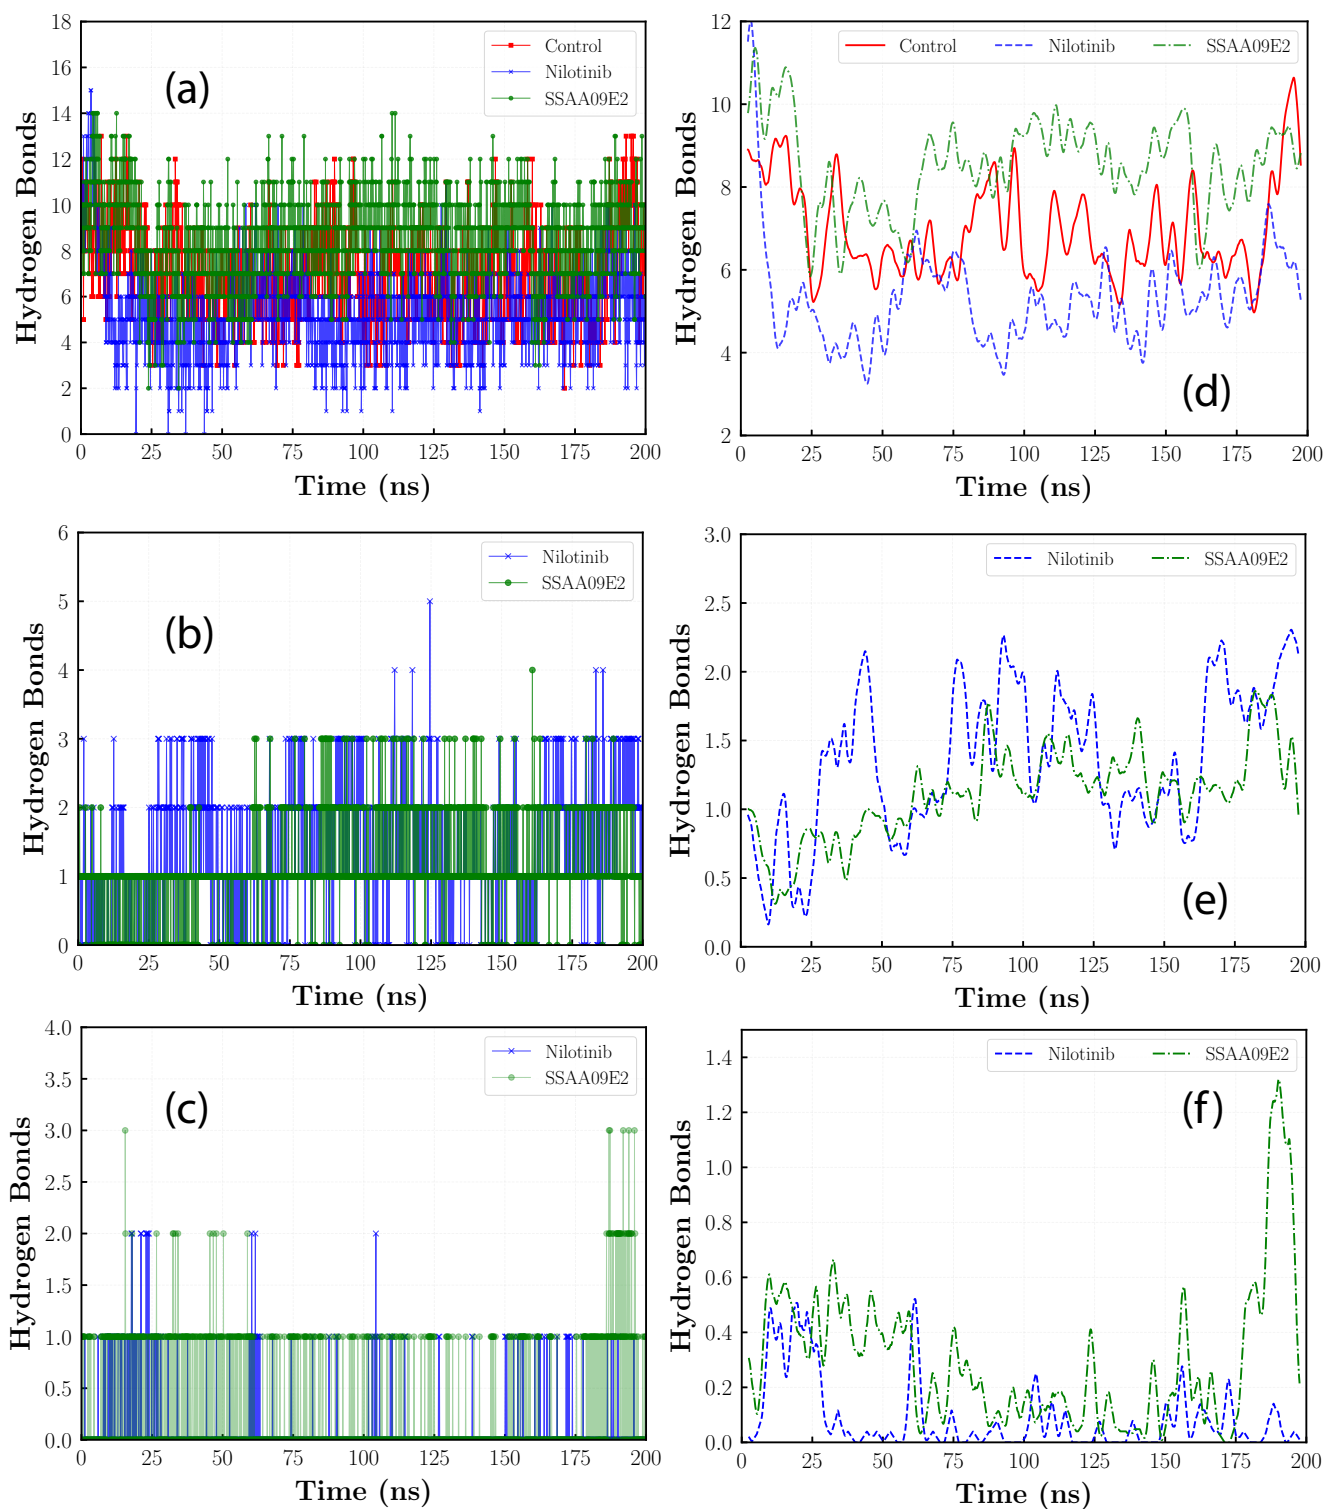 18
16
14
12
10
8
6
4
2
0
Hydrogen Bonds
(a)
Control
Nilotinib
SSAA09E2
0 25 50 75 100 125 150 175 200
Time (ns)
12
10
8
6
4
2
Hydrogen Bonds
Control Nilotinib SSAA09E2
(d)
0 25 50 75 100 125 150 175 200
Time (ns)
6
5
4
3
2
1
0
Hydrogen Bonds
(b)
Nilotinib
SSAA09E2
0 25 50 75 100 125 150 175 200
Time (ns)
3.0
2.5
2.0
1.5
1.0
0.5
0.0
Hydrogen Bonds
Nilotinib SSAA09E2
(e)
0 25 50 75 100 125 150 175 200
Time (ns)
4.0
3.5
3.0
2.5
2.0
1.5
1.0
0.5
0.0
Hydrogen Bonds
(c)
Nilotinib
SSAA09E2
0 25 50 75 100 125 150 175 200
Time (ns)
1.4
1.2
1.0
0.8
0.6
0.4
0.2
0.0
Hydrogen Bonds
Nilotinib SSAA09E2
(f)
0 25 50 75 100 125 150 175 200
Time (ns)